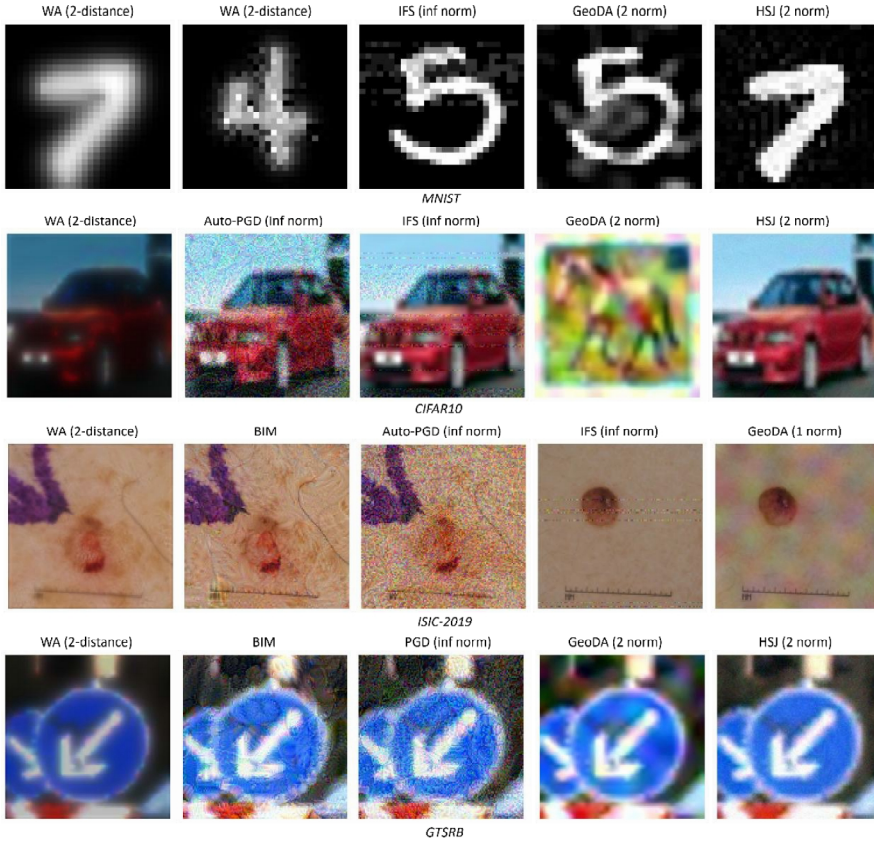 WA (2-distance) WA (2-distance) IFS (inf norm) GeoDA (2 norm) HSJ (2 norm)
MNIST
WA (2-distance) Auto-PGD (inf norm) IFS (inf norm) GeoDA (2 norm) HSJ (2 norm)
CIFAR10
WA (2-distance) BIM Auto-PGD (inf norm) IFS (inf norm) GeoDA (1 norm)
ISIC-2019
WA (2-distance) BIM PGD (inf norm) GeoDA (2 norm) HSJ (2 norm)
GTSRB